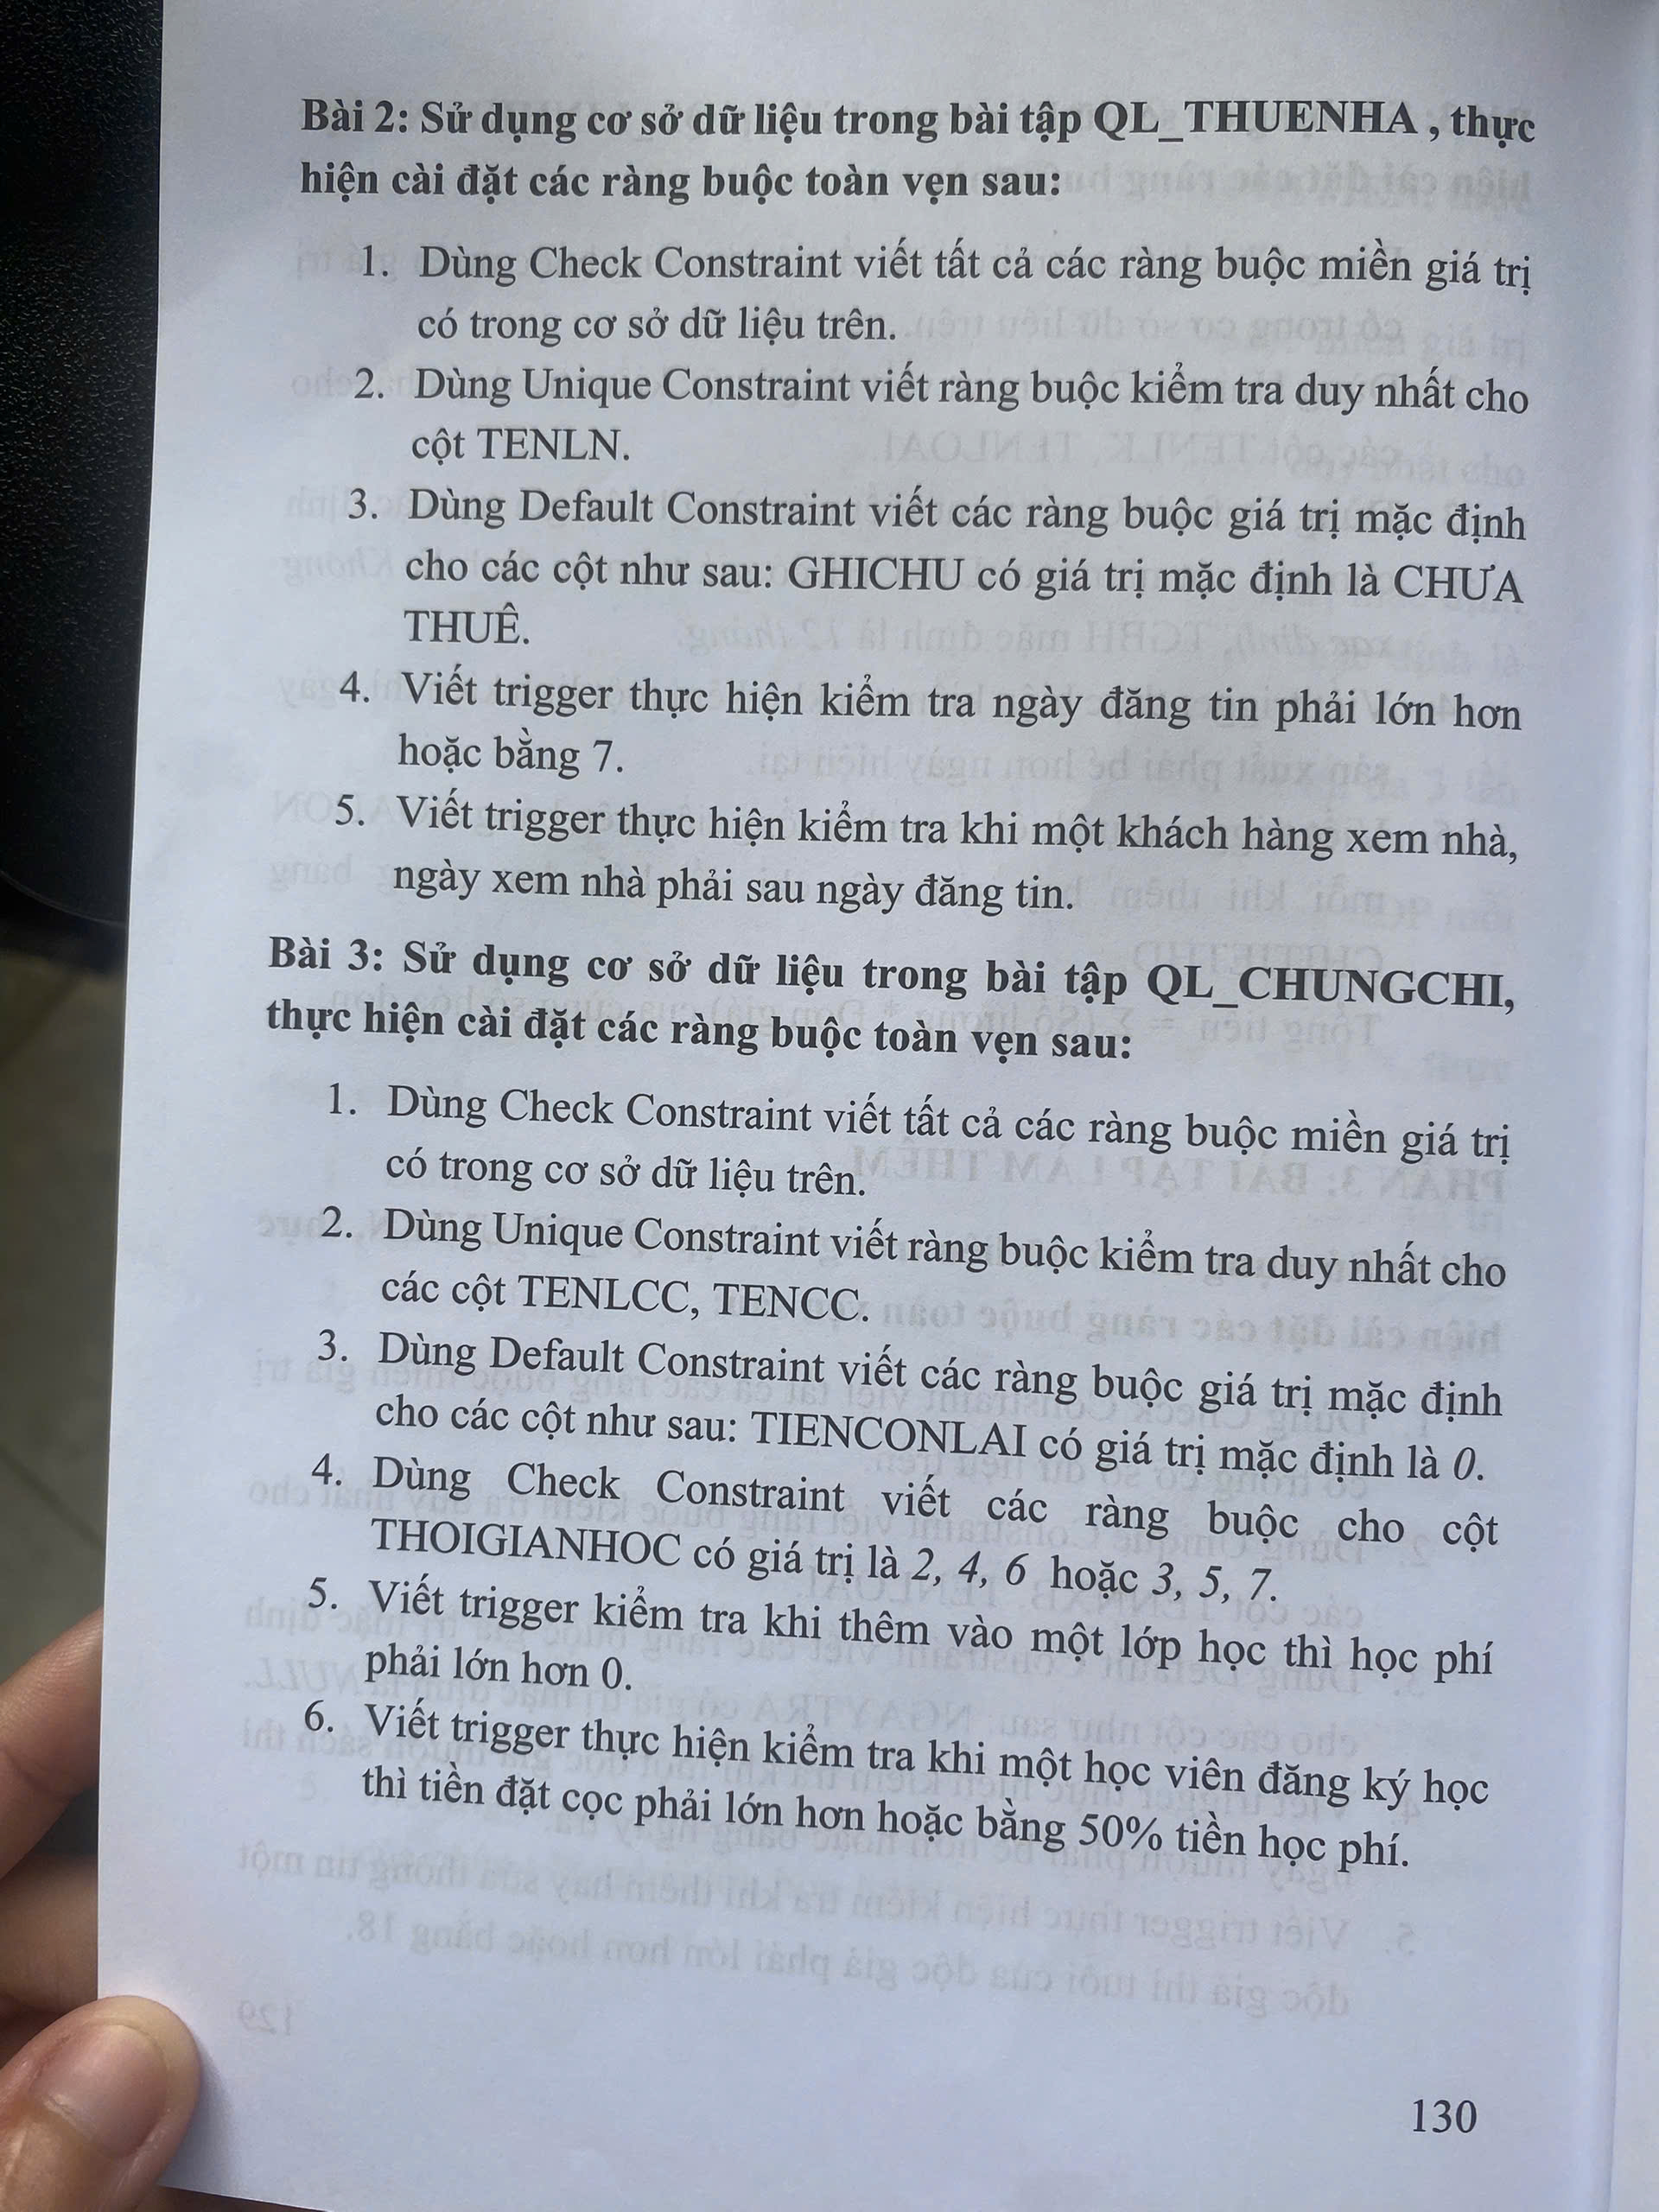 Bài 2: Sử dụng cơ sở dữ liệu trong bài tập QL_THUENHA , thực
hiện cài đặt các ràng buộc toàn vẹn sau:
1. Dùng Check Constraint viết tất cả các ràng buộc miền giá trị
có trong cơ sở dữ liệu trên.
2. Dùng Unique Constraint viết ràng buộc kiểm tra duy nhất cho
cột TENLN.
3. Dùng Default Constraint viết các ràng buộc giá trị mặc định
cho các cột như sau: GHICHU có giá trị mặc định là CHƯA
THUÊ.
4. Viết trigger thực hiện kiểm tra ngày đăng tin phải lớn hơn
hoặc bằng 7.
5. Viết trigger thực hiện kiểm tra khi một khách hàng xem nhà,
ngày xem nhà phải sau ngày đăng tin.
Bài 3: Sử dụng cơ sở dữ liệu trong bài tập QL_CHUNGCHI,
thực hiện cài đặt các ràng buộc toàn vẹn sau:
1. Dùng Check Constraint viết tất cả các ràng buộc miền giá trị
có trong cơ sở dữ liệu trên.
2. Dùng Unique Constraint viết ràng buộc kiểm tra duy nhất cho
các cột TENLCC, TENCC.
3. Dùng Default Constraint viết các ràng buộc giá trị mặc định
cho các cột như sau: TIENCONLAI có giá trị mặc định là 0.
4. Dùng Check Constraint viết các ràng buộc cho cột
THOIGIANHOC có giá trị là 2, 4, 6 hoặc 3, 5, 7.
5. Viết trigger kiểm tra khi thêm vào một lớp học thì học phí
phải lớn hơn 0.
6. Viết trigger thực hiện kiểm tra khi một học viên đăng ký học
thì tiền đặt cọc phải lớn hơn hoặc bằng 50% tiền học phí.
130